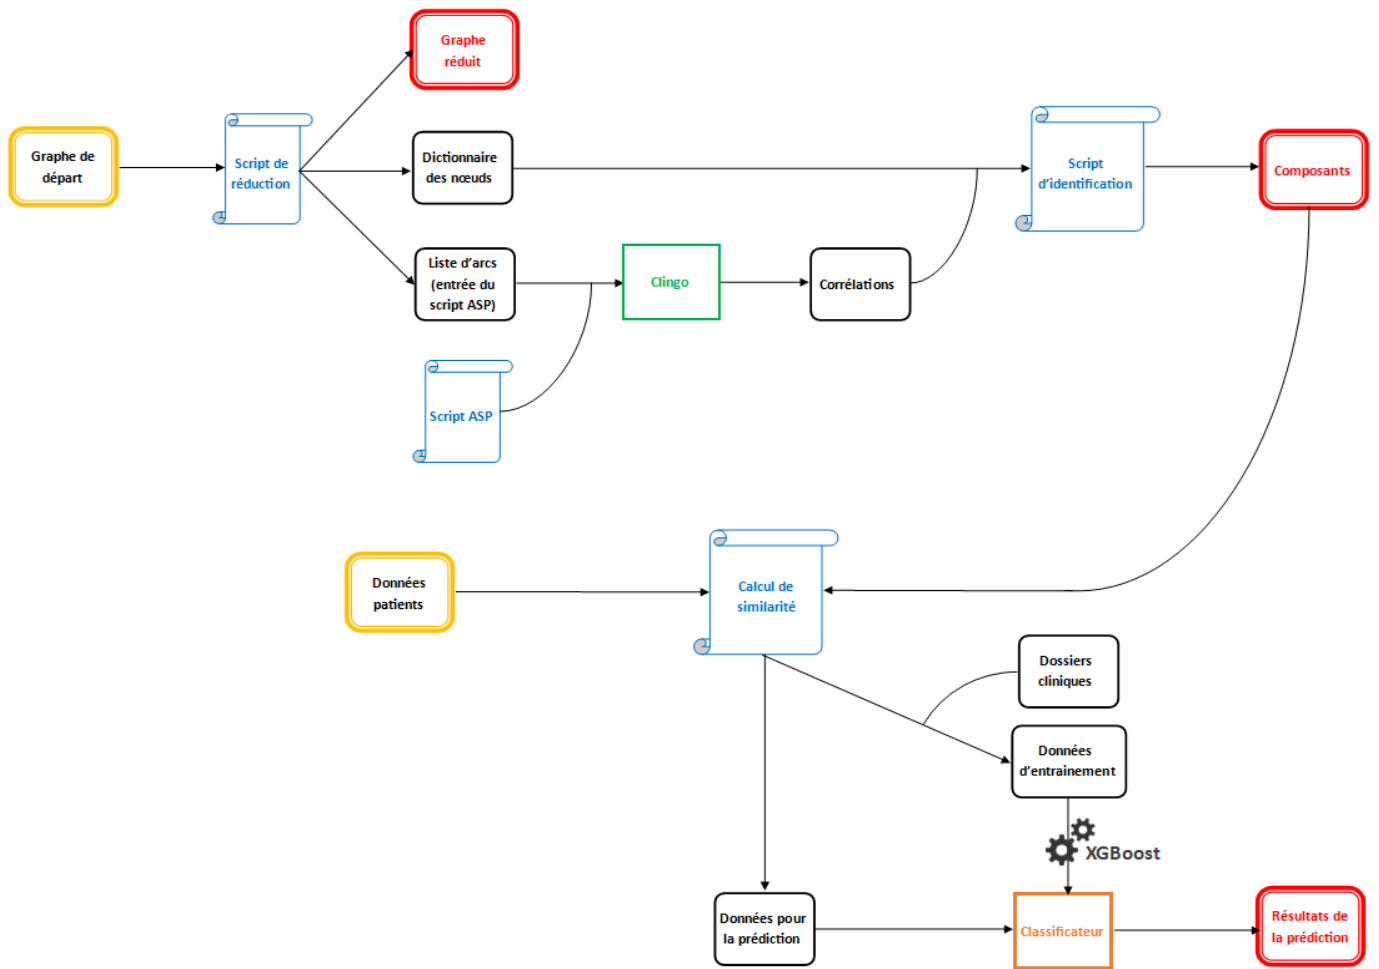 Graphe
réduit
Graphe de
départ
Script de
réduction
Dictionnaire
des nœuds
Script
d'identification
Composants
Liste d'arcs
(entrée du
script ASP)
Clingo
Corrélations
Script ASP
Données
patients
Calcul de
similarité
Dossiers
cliniques
Données
d'entrainement
XGBoost
Données pour
la prédiction
Classificateur
Résultats de
la prédiction